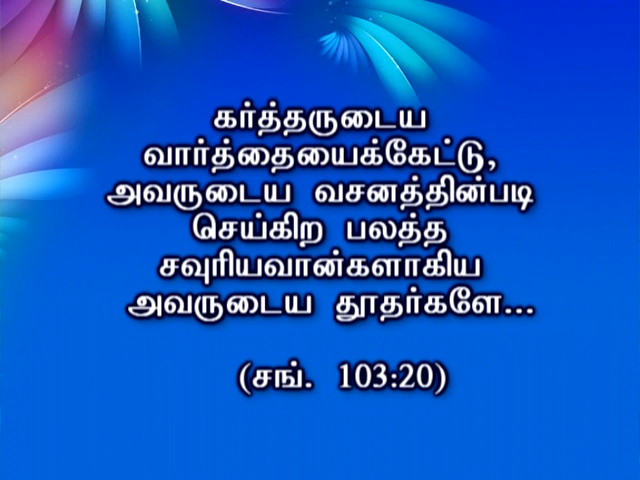 கர்த்தருடைய
வார்த்தையைக்கேட்டு,
அவருடைய வசனத்தின்படி
செய்கிற பலத்த
சவுரியவான்களாகிய
அவருடைய தூதர்களே...
(சங். 103:20)